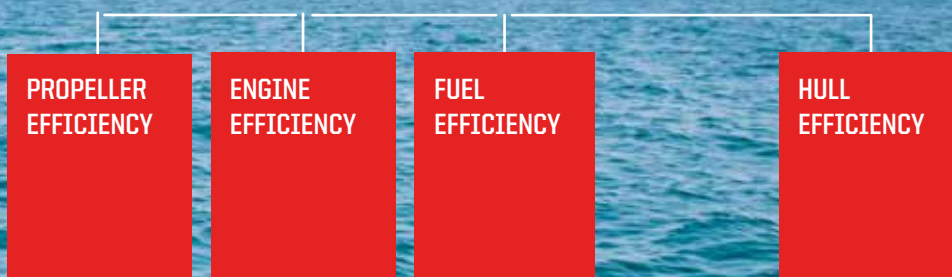 PROPELLER
EFFICIENCY
ENGINE
EFFICIENCY
FUEL
EFFICIENCY
HULL
EFFICIENCY